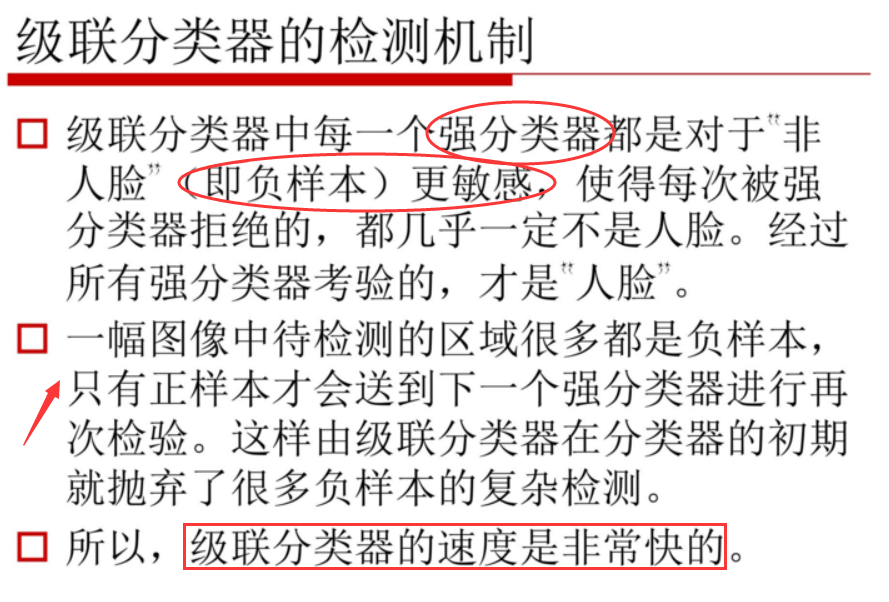 级联分类器的检测机制
级联分类器中每一个强分类器都是对于“非
人脸”（即负样本）更敏感，使得每次被强
分类器拒绝的，都几乎一定不是人脸。经过
所有强分类器考验的，才是“人脸”。
一幅图像中待检测的区域很多都是负样本，
只有正样本才会送到下一个强分类器进行再
次检验。这样由级联分类器在分类器的初期
就抛弃了很多负样本的复杂检测。
所以，级联分类器的速度是非常快的。